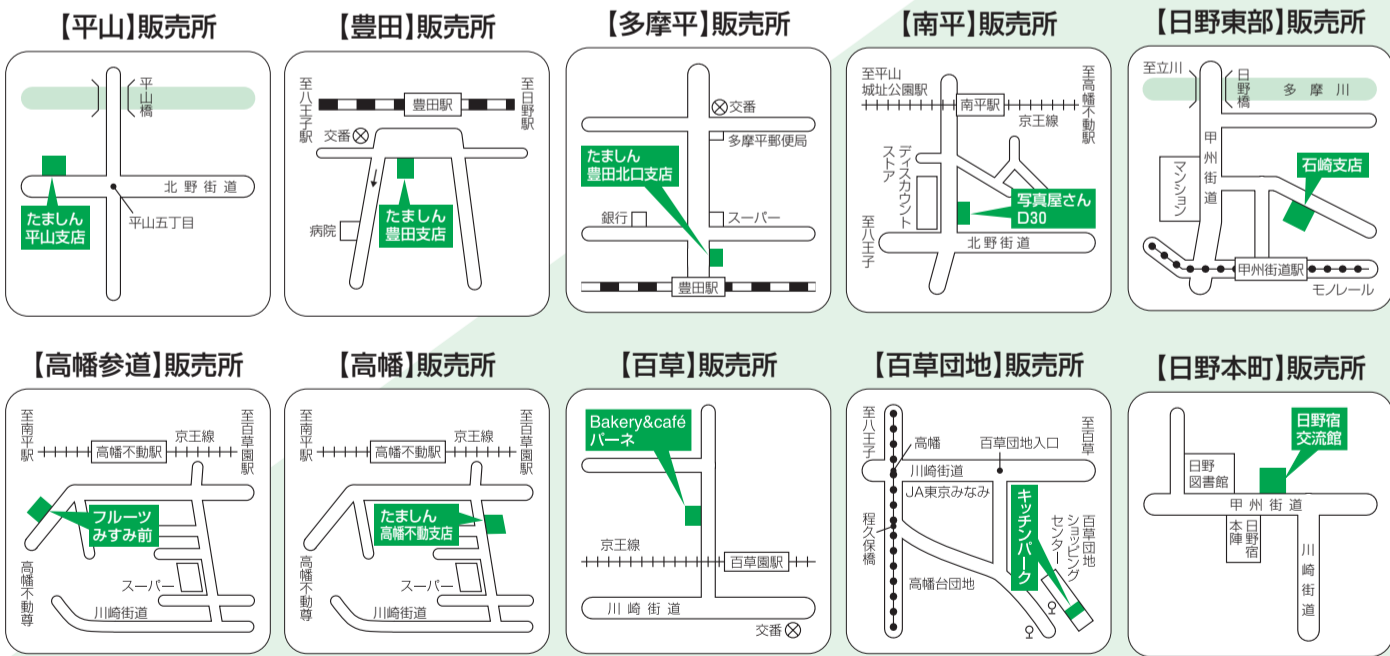 【平山】販売所
平山橋
北野街道
たましん
平山支店
平山五丁目
【豊田】販売所
至八王子駅
豊田駅
至日野駅
交番
病院
たましん
豊田支店
【多摩平】販売所
交番
多摩平郵便局
たましん
豊田北口支店
銀行
スーパー
豊田駅
【南平】販売所
至平山
城址公園駅
南平駅
京王線
至高幡不動駅
ディスカウント
ストア
写真屋さん
D30
至八王子
北野街道
【日野東部】販売所
至立川
日野橋
多摩川
甲州街道
マンション
石崎支店
甲州街道駅
モノレール
【高幡参道】販売所
至南平駅
高幡不動駅
京王線
至百草園駅
フルーツ
みすみ前
スーパー
高幡不動尊
川崎街道
【高幡】販売所
至南平駅
高幡不動駅
京王線
至百草園駅
たましん
高幡不動支店
スーパー
高幡不動尊
川崎街道
【百草】販売所
Bakery&café
パーネ
京王線
百草園駅
川崎街道
交番
【百草団地】販売所
至八王子
高幡
百草団地入口
至百草
川崎街道
JA東京みなみ
程久保橋
キッチンパーク
百草団地
ショッピング
センター
高幡台団地
【日野本町】販売所
日野宿
交流館
日野
図書館
甲州街道
日野宿
本陣
川崎街道